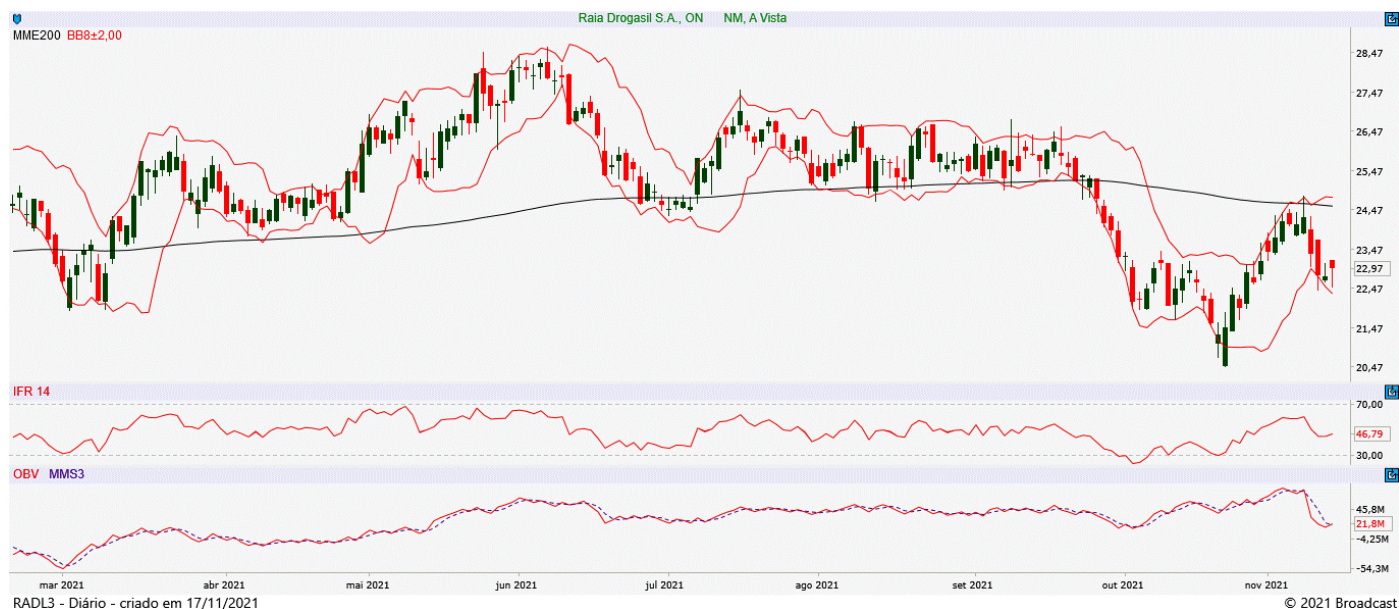 Raia Drogasil S.A., ON NM, A Vista
MME200 BB8±2,00
28,47
27,47
26,47
25,47
24,47
23,47
22,97
22,47
21,47
20,47
IFR 14
70,00
46,79
30,00
OBV MMS3
45,8M
21,8M
-4,25M
-54,3M
mar 2021 abr 2021 mai 2021 jun 2021 jul 2021 ago 2021 set 2021 out 2021 nov 2021
RADL3 - Diário - criado em 17/11/2021 © 2021 Broadcast